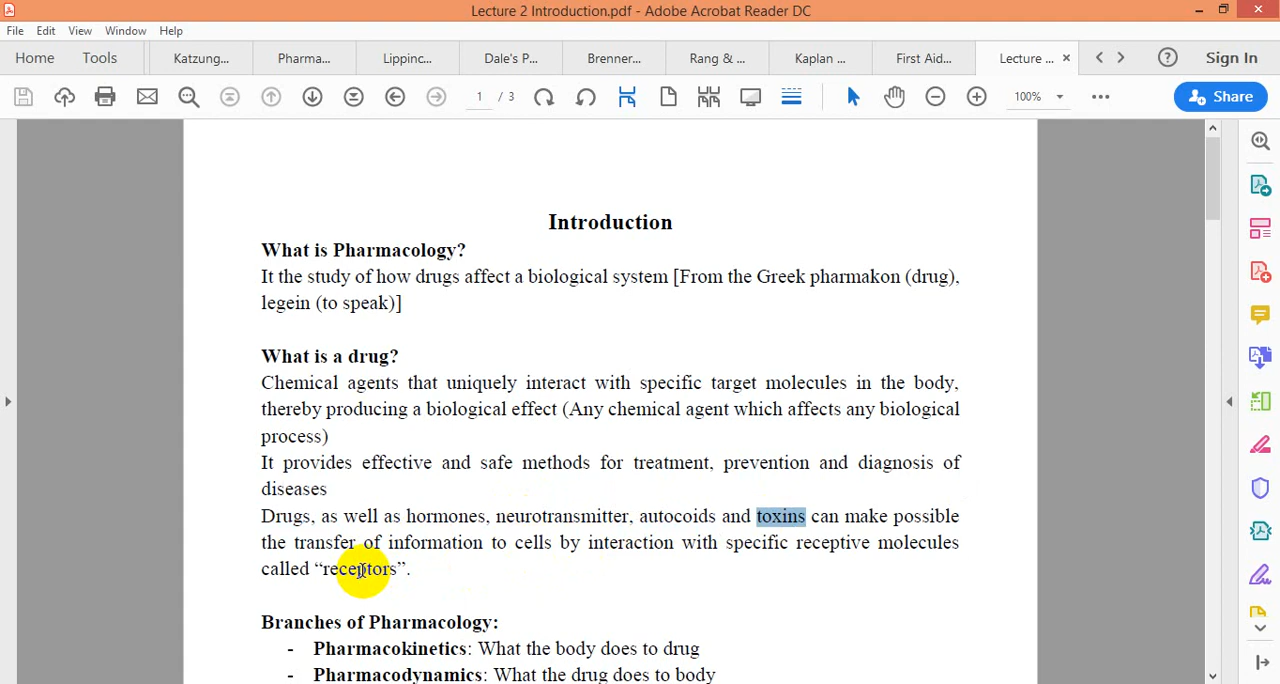 Lecture 2 Introduction.pdf - Adobe Acrobat Reader DC
File Edit View Window Help
Home Tools Katzung... Pharma... Lippinc... Dale's P... Brenner... Rang & ... Kaplan ... First Aid... Lecture ... Sign In
1 / 3 100% Share
Introduction
What is Pharmacology?
It the study of how drugs affect a biological system [From the Greek pharmakon (drug),
legein (to speak)]
What is a drug?
Chemical agents that uniquely interact with specific target molecules in the body,
thereby producing a biological effect (Any chemical agent which affects any biological
process)
It provides effective and safe methods for treatment, prevention and diagnosis of
diseases
Drugs, as well as hormones, neurotransmitter, autocoids and toxins can make possible
the transfer of information to cells by interaction with specific receptive molecules
called “receptors”.
Branches of Pharmacology:
- Pharmacokinetics: What the body does to drug
- Pharmacodynamics: What the drug does to body